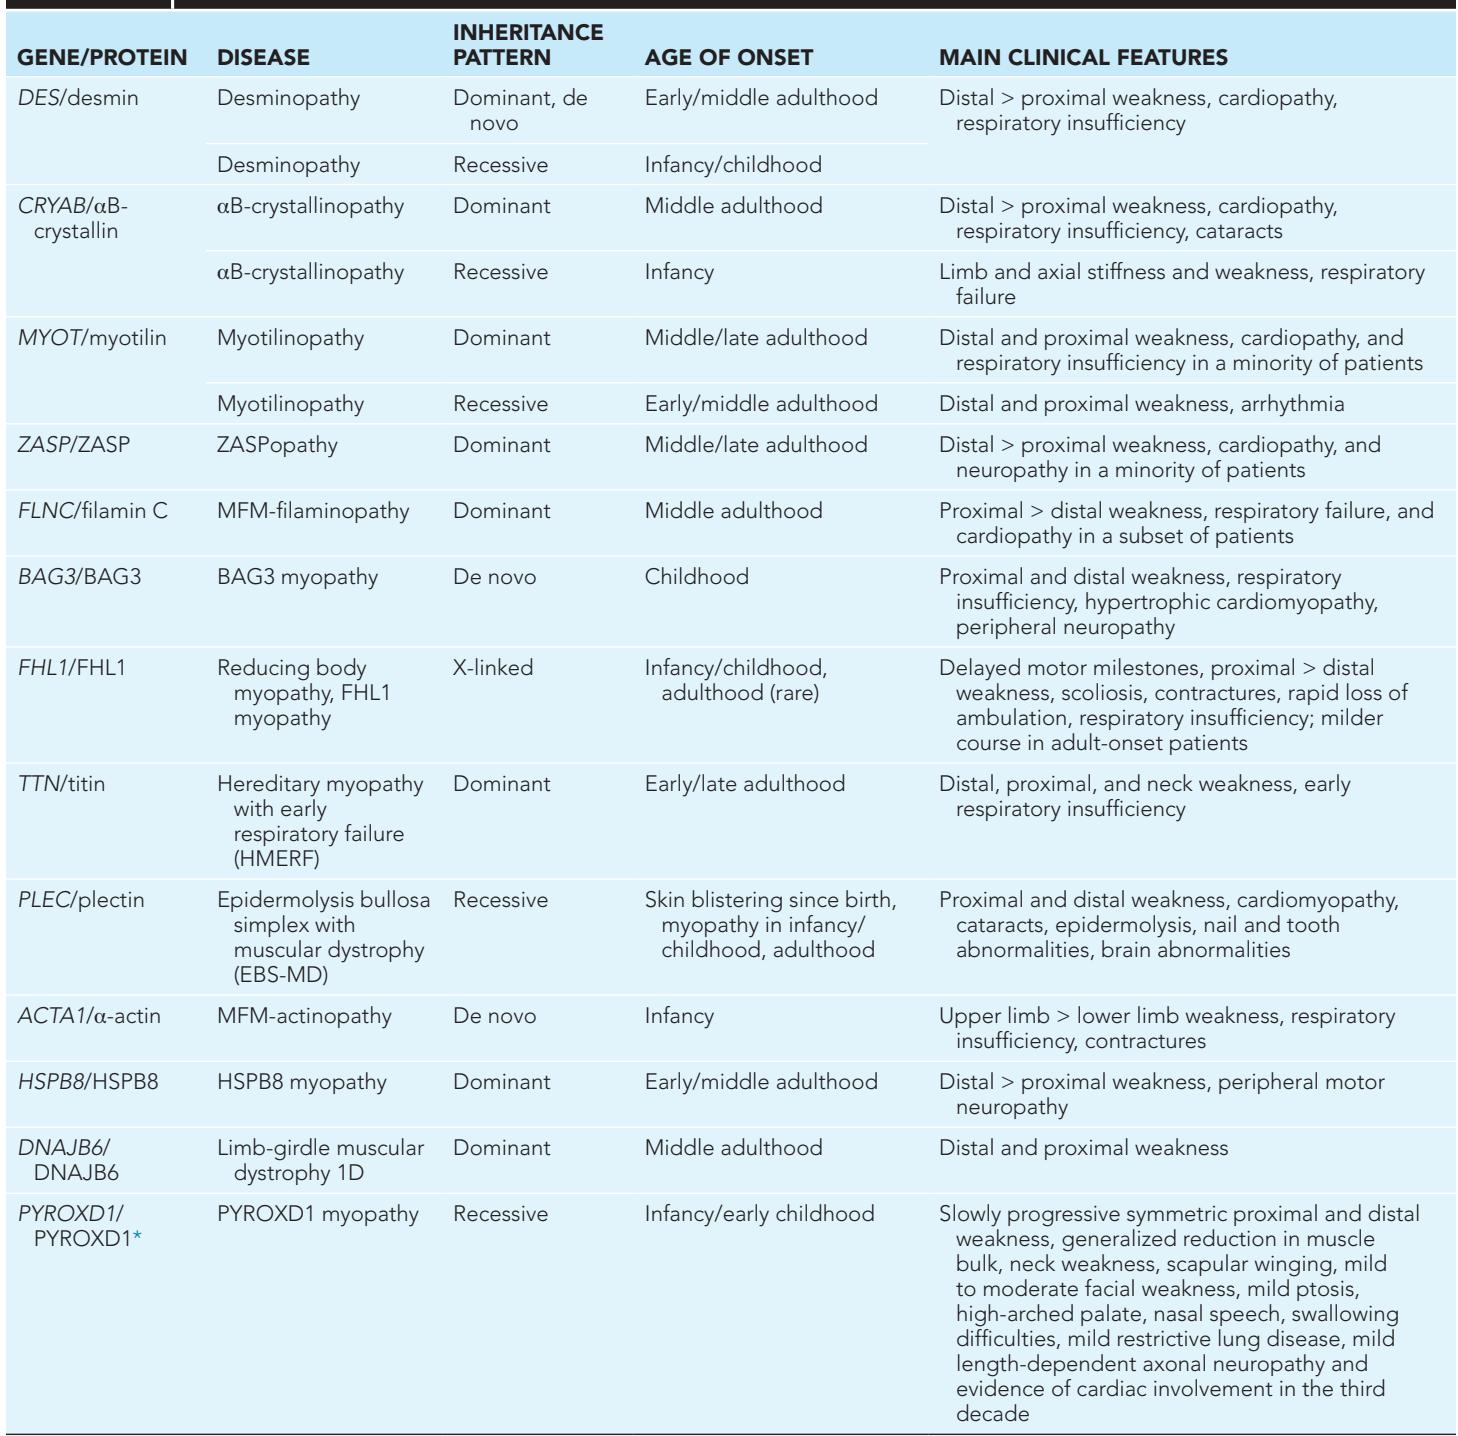 GENE/PROTEIN DISEASE INHERITANCE PATTERN AGE OF ONSET MAIN CLINICAL FEATURES
DES/desmin Desminopathy Dominant, de Early/middle adulthood Distal > proximal weakness, cardiopathy,
novo respiratory insufficiency
Desminopathy Recessive Infancy/childhood
CRYAB/αB- αB-crystallinopathy Dominant Middle adulthood Distal > proximal weakness, cardiopathy,
crystallin respiratory insufficiency, cataracts
αB-crystallinopathy Recessive Infancy Limb and axial stiffness and weakness, respiratory
failure
MYOT/myotilin Myotilinopathy Dominant Middle/late adulthood Distal and proximal weakness, cardiopathy, and
respiratory insufficiency in a minority of patients
Myotilinopathy Recessive Early/middle adulthood Distal and proximal weakness, arrhythmia
ZASP/ZASP ZASPopathy Dominant Middle/late adulthood Distal > proximal weakness, cardiopathy, and
neuropathy in a minority of patients
FLNC/filamin C MFM-filaminopathy Dominant Middle adulthood Proximal > distal weakness, respiratory failure, and
cardiopathy in a subset of patients
BAG3/BAG3 BAG3 myopathy De novo Childhood Proximal and distal weakness, respiratory
insufficiency, hypertrophic cardiomyopathy,
peripheral neuropathy
FHL1/FHL1 Reducing body X-linked Infancy/childhood, Delayed motor milestones, proximal > distal
myopathy, FHL1 adulthood (rare) weakness, scoliosis, contractures, rapid loss of
myopathy ambulation, respiratory insufficiency; milder
course in adult-onset patients
TTN/titin Hereditary myopathy Dominant Early/late adulthood Distal, proximal, and neck weakness, early
with early respiratory insufficiency
respiratory failure
(HMERF)
PLEC/plectin Epidermolysis bullosa Recessive Skin blistering since birth, Proximal and distal weakness, cardiomyopathy,
simplex with myopathy in infancy/ cataracts, epidermolysis, nail and tooth
muscular dystrophy childhood, adulthood abnormalities, brain abnormalities
(EBS-MD)
ACTA1/α-actin MFM-actinopathy De novo Infancy Upper limb > lower limb weakness, respiratory
insufficiency, contractures
HSPB8/HSPB8 HSPB8 myopathy Dominant Early/middle adulthood Distal > proximal weakness, peripheral motor
neuropathy
DNAJB6/ Limb-girdle muscular Dominant Middle adulthood Distal and proximal weakness
DNAJB6 dystrophy 1D
PYROXD1/ PYROXD1 myopathy Recessive Infancy/early childhood Slowly progressive symmetric proximal and distal
PYROXD1* weakness, generalized reduction in muscle
bulk, neck weakness, scapular winging, mild
to moderate facial weakness, mild ptosis,
high-arched palate, nasal speech, swallowing
difficulties, mild restrictive lung disease, mild
length-dependent axonal neuropathy and
evidence of cardiac involvement in the third
decade